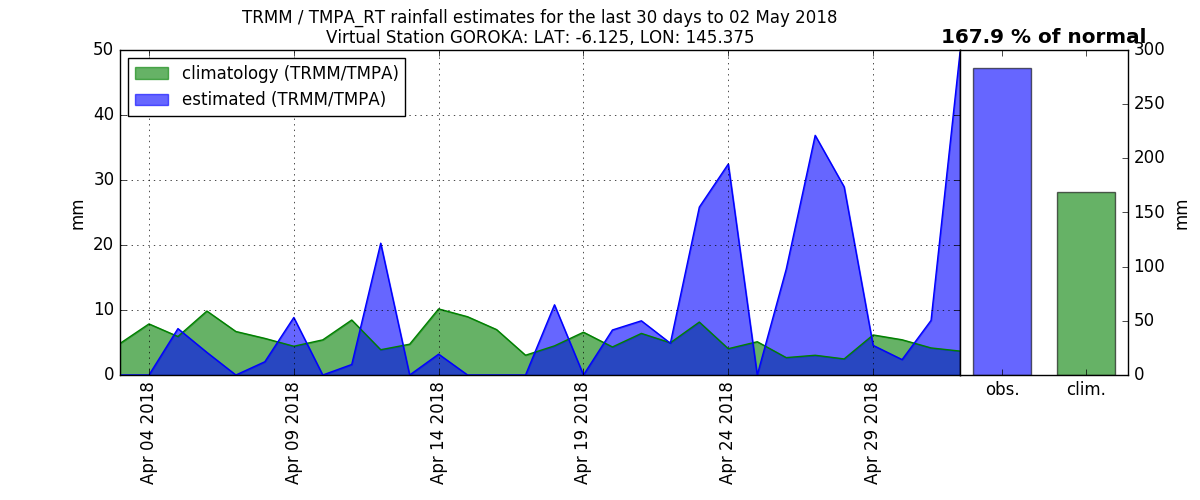 TRMM / TMPA_RT rainfall estimates for the last 30 days to 02 May 2018
Virtual Station GOROKA: LAT: -6.125, LON: 145.375
167.9 % of normal
climatology (TRMM/TMPA)
estimated (TRMM/TMPA)
50
40
30
20
10
0
mm
Apr 04 2018
Apr 09 2018
Apr 14 2018
Apr 19 2018
Apr 24 2018
Apr 29 2018
obs.
clim.
300
250
200
150
100
50
0
mm